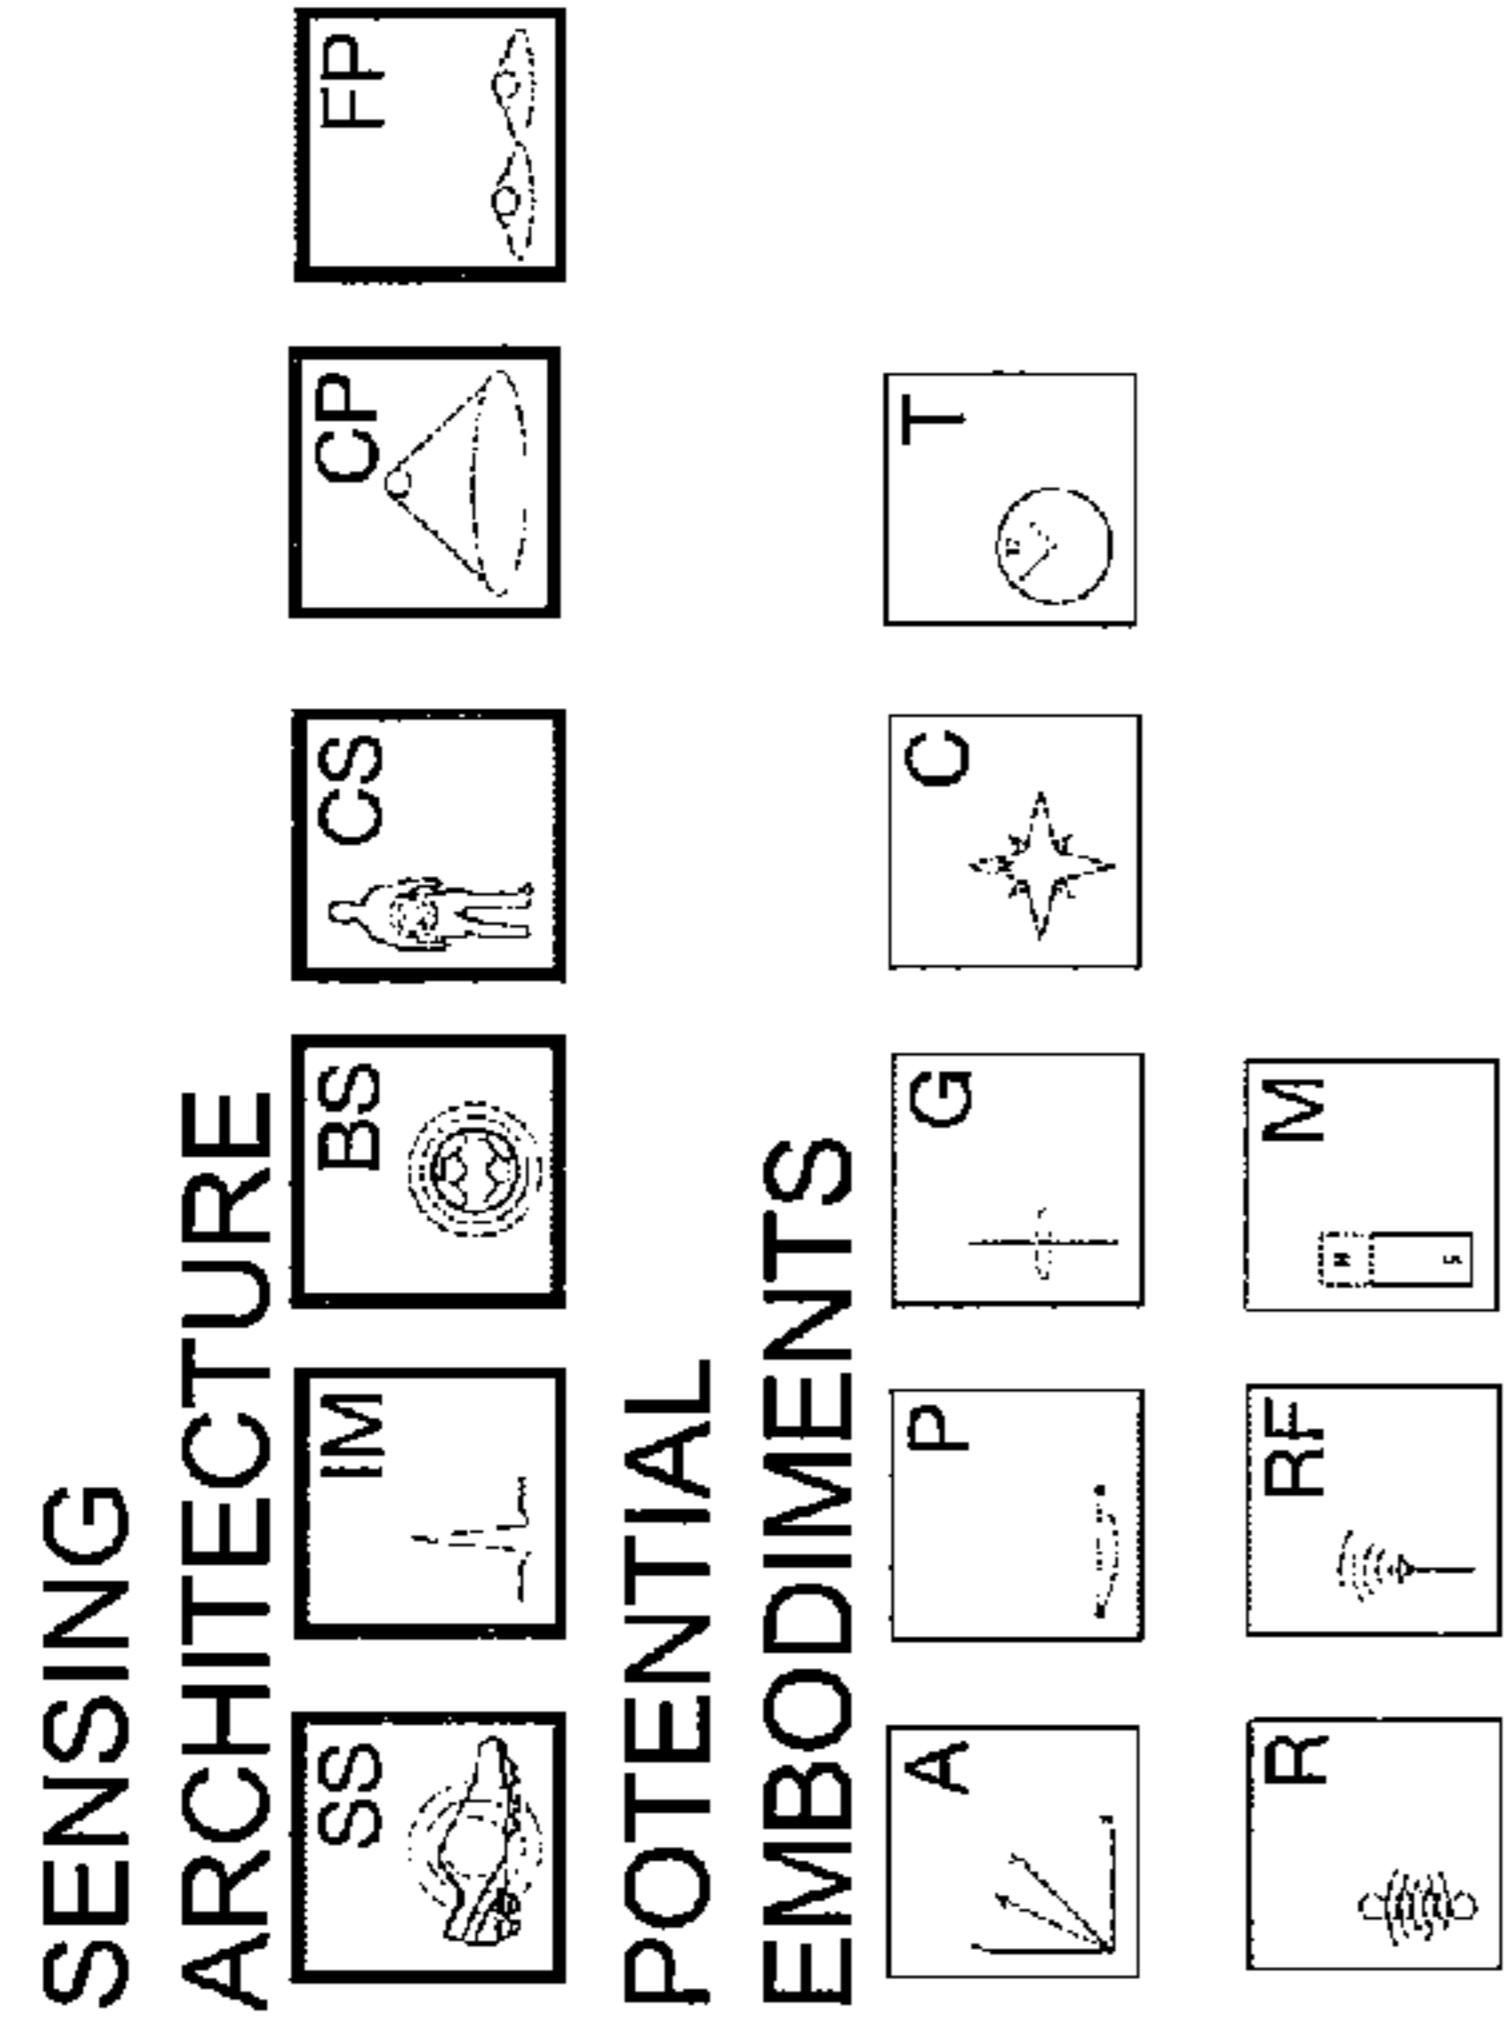 SENSING
ARCHITECTURE
SS IM BS CS CP FP
POTENTIAL
EMBODIMENTS
A P G C T
R RF M
N
S